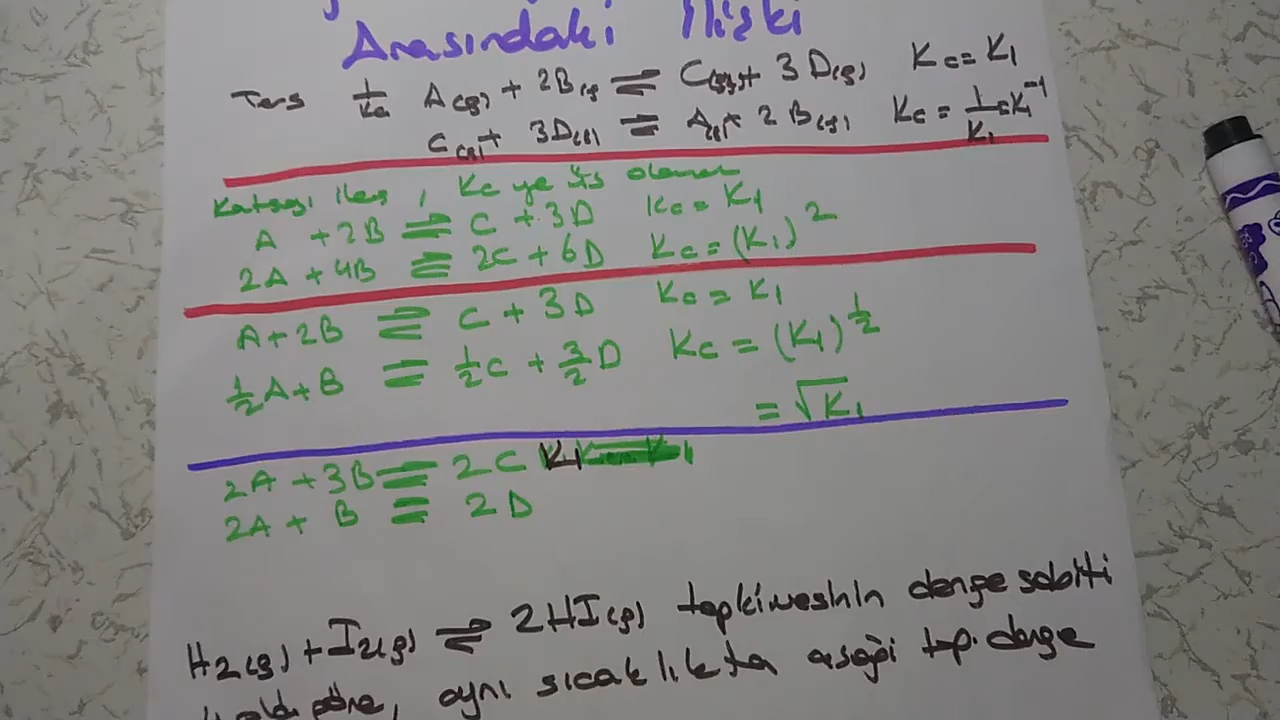 Arasındaki İlişki
Ters 1/Kc A(g) + 2B(g ⇌ C(g)+ 3D(g) Kc = K1
C(g)+ 3D(g) ⇌ A(g)+ 2B(g) Kc = 1/K1 = K1^-1
Katsayı ile, Kc ye üs olarak
A + 2B ⇌ C + 3D Kc = K1
2A + 4B ⇌ 2C + 6D Kc = (K1)^2
A + 2B ⇌ C + 3D Kc = K1
1/2A + B ⇌ 1/2C + 3/2D Kc = (K1)^1/2
= √K1
2A + 3B ⇌ 2C K1
2A + B ⇌ 2D
H2(g) + I2(g) ⇌ 2HI(g) denge sabiti
göre, aynı sıcaklıkta aşağı denge